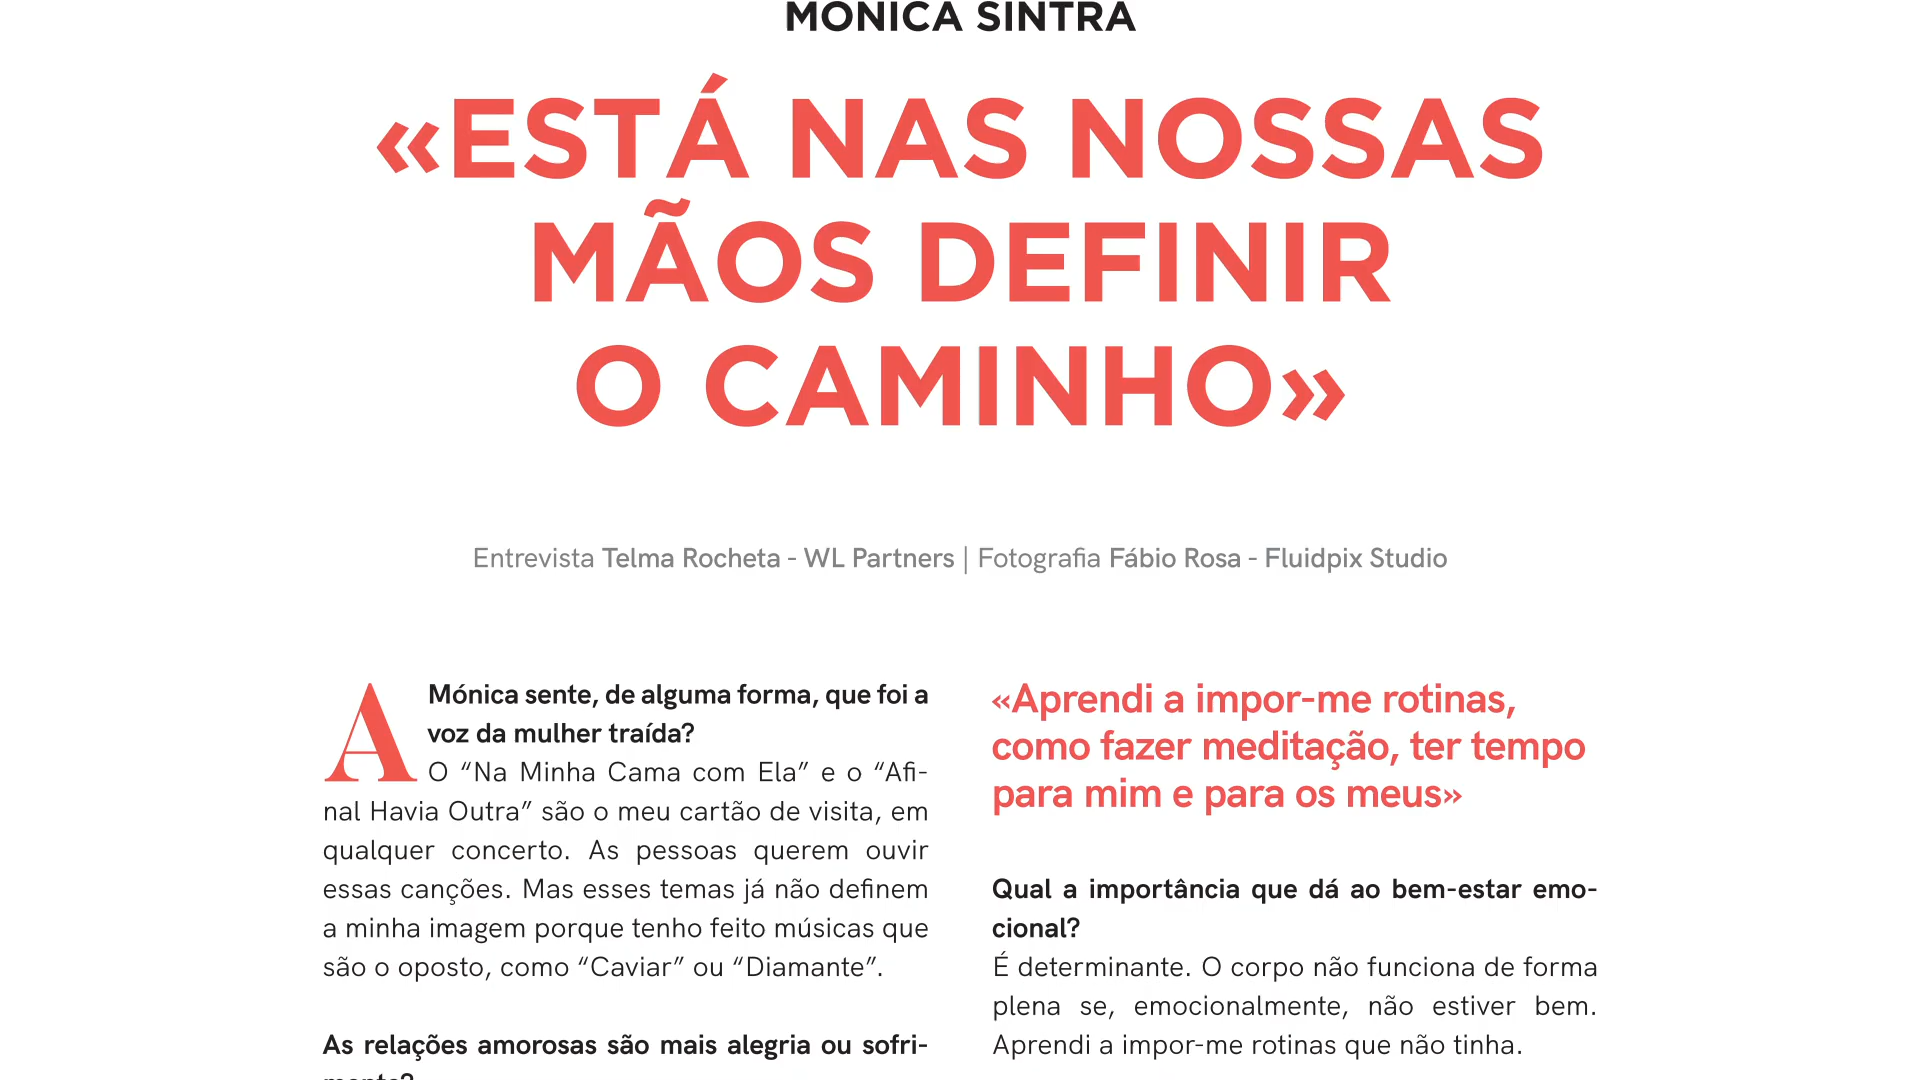 MÓNICA SINTRA
«ESTÁ NAS NOSSAS
MÃOS DEFINIR
O CAMINHO»
Entrevista Telma Rocheta - WL Partners | Fotografia Fábio Rosa - Fluidpix Studio
A Mónica sente, de alguma forma, que foi a
voz da mulher traída?
O “Na Minha Cama com Ela” e o “Afi-
nal Havia Outra” são o meu cartão de visita, em
qualquer concerto. As pessoas querem ouvir
essas canções. Mas esses temas já não definem
a minha imagem porque tenho feito músicas que
são o oposto, como “Caviar” ou “Diamante”.
As relações amorosas são mais alegria ou sofri-
mento?
«Aprendi a impor-me rotinas,
como fazer meditação, ter tempo
para mim e para os meus»
Qual a importância que dá ao bem-estar emo-
cional?
É determinante. O corpo não funciona de forma
plena se, emocionalmente, não estiver bem.
Aprendi a impor-me rotinas que não tinha.